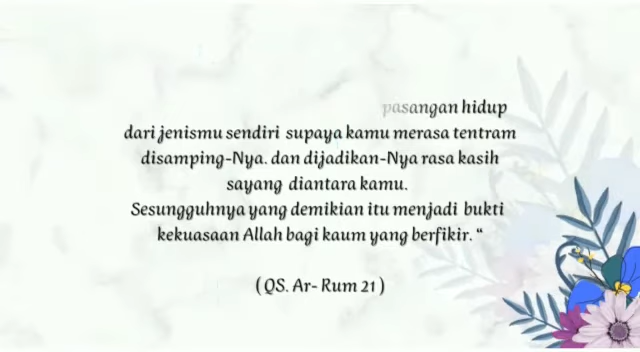 pasangan hidup
dari jenismu sendiri supaya kamu merasa tentram
disamping-Nya. dan dijadikan-Nya rasa kasih
sayang diantara kamu.
Sesungguhnya yang demikian itu menjadi bukti
kekuasaan Allah bagi kaum yang berfikir. “
( QS. Ar- Rum 21 )